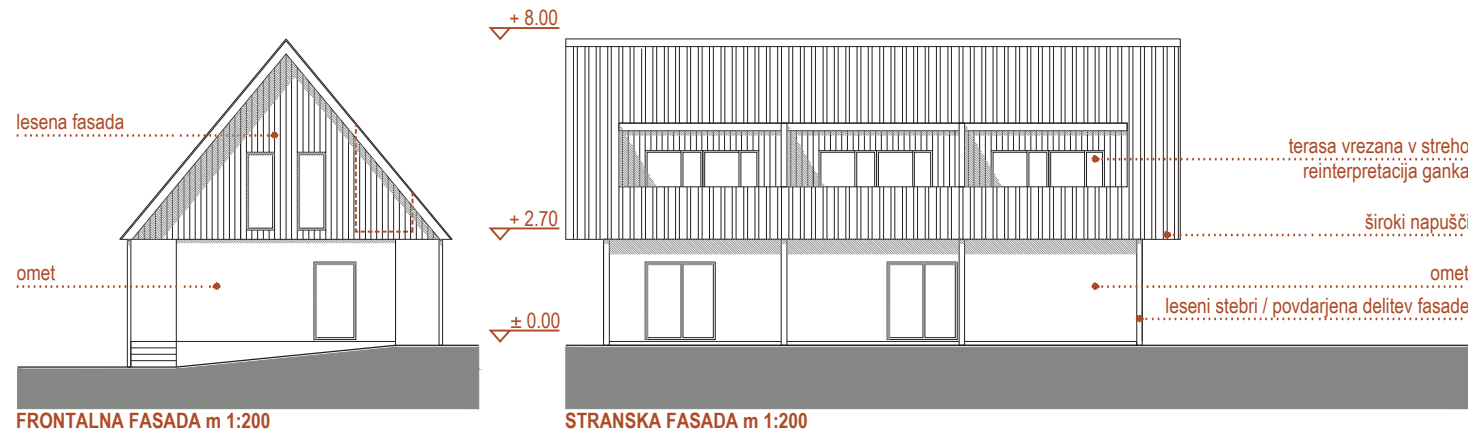 + 8.00
lesena fasada
terasa vrezana v streho
reinterpretacija ganka
+ 2.70
široki napušči
omet
omet
leseni stebri / povdarjena delitev fasade
± 0.00
FRONTALNA FASADA m 1:200
STRANSKA FASADA m 1:200